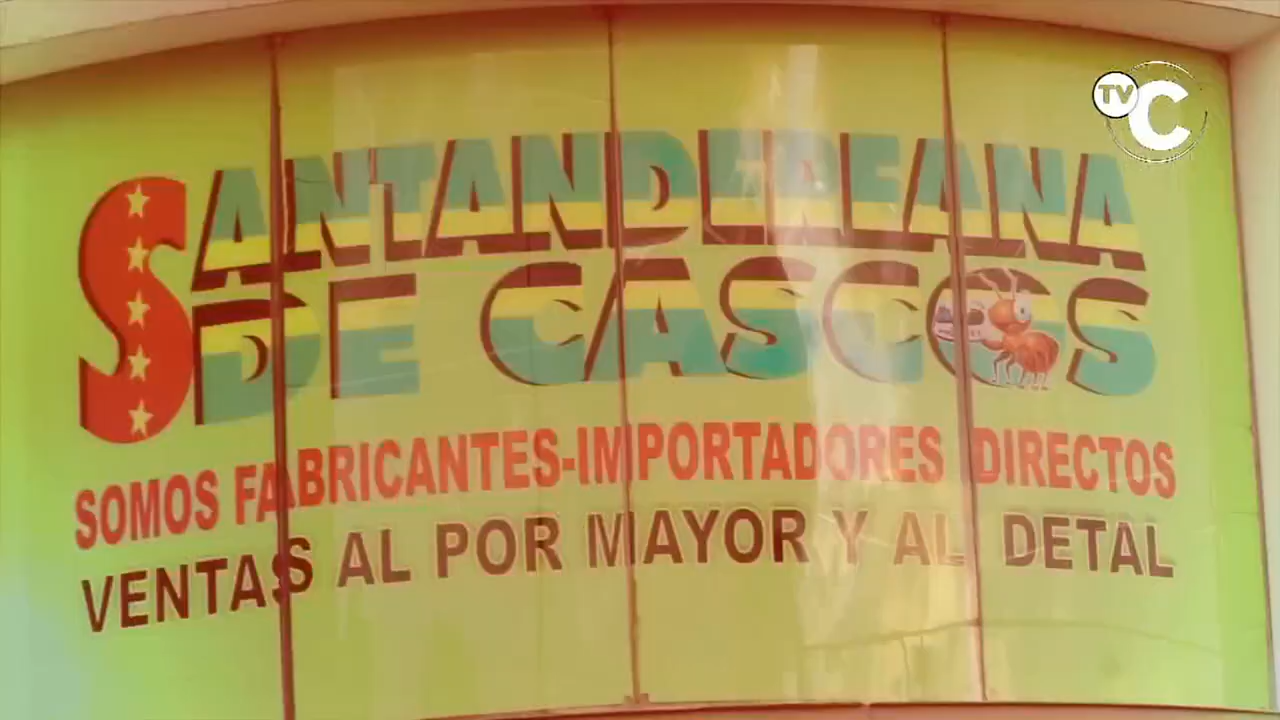 TV C
SANTANDEREANA
DE CASCOS
SOMOS FABRICANTES-IMPORTADORES DIRECTOS
VENTAS AL POR MAYOR Y AL DETAL